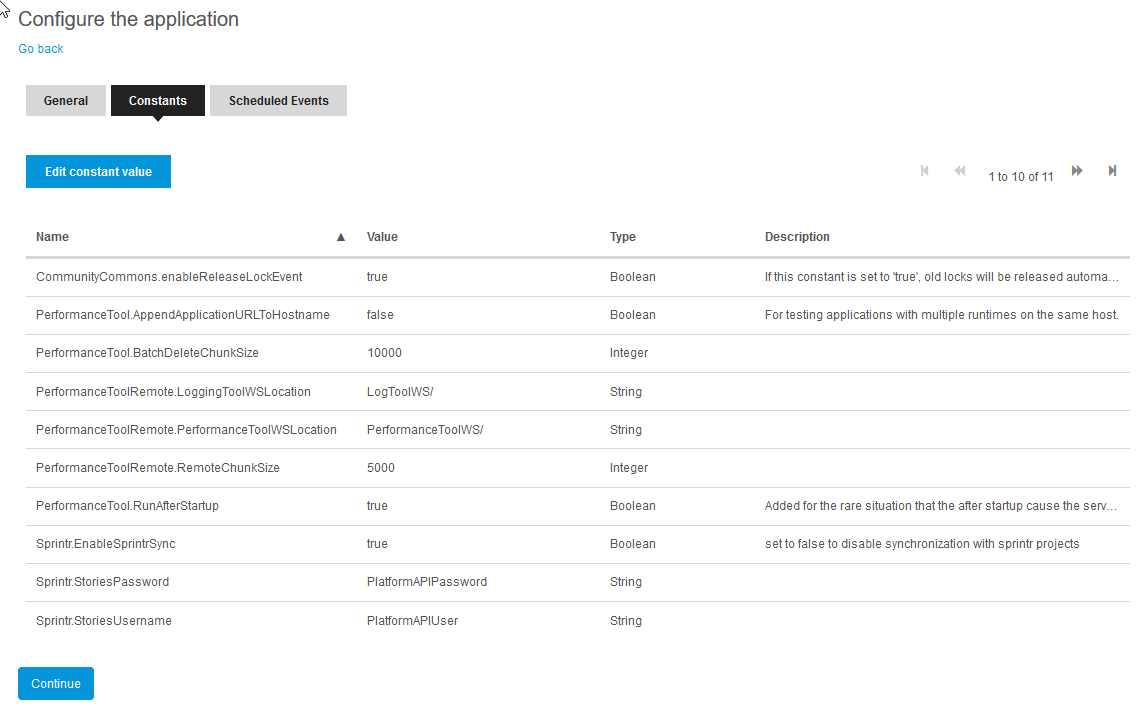 Configure the application
Go back
General Constants Scheduled Events
Edit constant value
1 to 10 of 11
Name ▲ Value Type Description
CommunityCommons.enableReleaseLockEvent true Boolean If this constant is set to 'true', old locks will be released automa...
PerformanceTool.AppendApplicationURLToHostname false Boolean For testing applications with multiple runtimes on the same host.
PerformanceTool.BatchDeleteChunkSize 10000 Integer
PerformanceToolRemote.LoggingToolWSLocation LogToolWS/ String
PerformanceToolRemote.PerformanceToolWSLocation PerformanceToolWS/ String
PerformanceToolRemote.RemoteChunkSize 5000 Integer
PerformanceTool.RunAfterStartup true Boolean Added for the rare situation that the after startup cause the serv...
Sprintr.EnableSprintrSync true Boolean set to false to disable synchronization with sprintr projects
Sprintr.StoriesPassword PlatformAPIPassword String
Sprintr.StoriesUsername PlatformAPIUser String
Continue